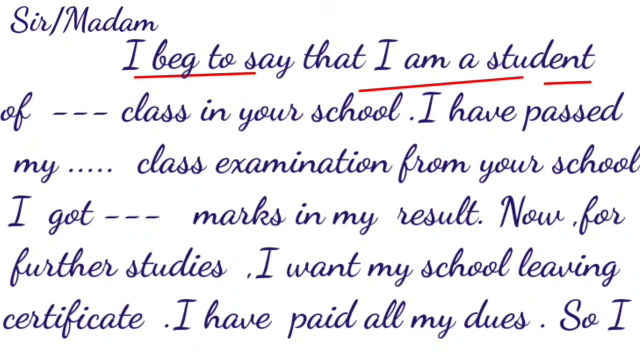 Sir/Madam
I beg to say that I am a student
of --- class in your school .I have passed
my ..... class examination from your school
I got --- marks in my result. Now ,for
further studies ,I want my school leaving
certificate .I have paid all my dues . So I